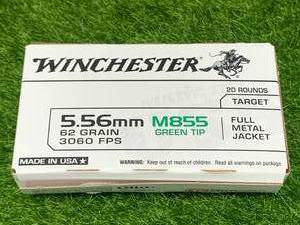 WINCHESTER
20 ROUNDS
TARGET
5.56mm
62 GRAIN
3060 FPS
M855
GREEN TIP
FULL
METAL
JACKET
MADE IN USA★
WARNING: Keep out of reach of children. Read all warnings on package